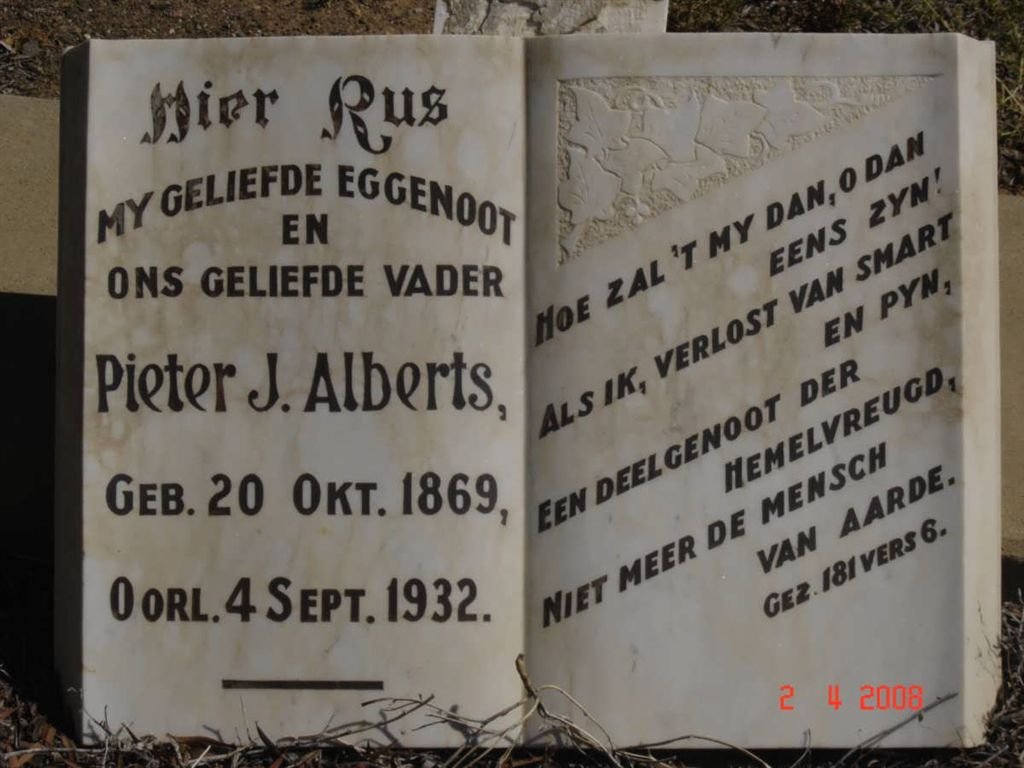 Hier Rus
MY GELIEFDE EGGENOOT
EN
ONS GELIEFDE VADER
Pieter J. Alberts,
GEB. 20 OKT. 1869,
OORL. 4 SEPT. 1932.
HOE ZAL 'T MY DAN, O DAN
EENS ZYN!
ALS IK, VERLOST VAN SMART
EN PYN,
EEN DEELGENOOT DER
HEMELVREUGD,
NIET MEER DE MENSCH
VAN AARDE.
GEZ. 181 VERS 6.
2 4 2008